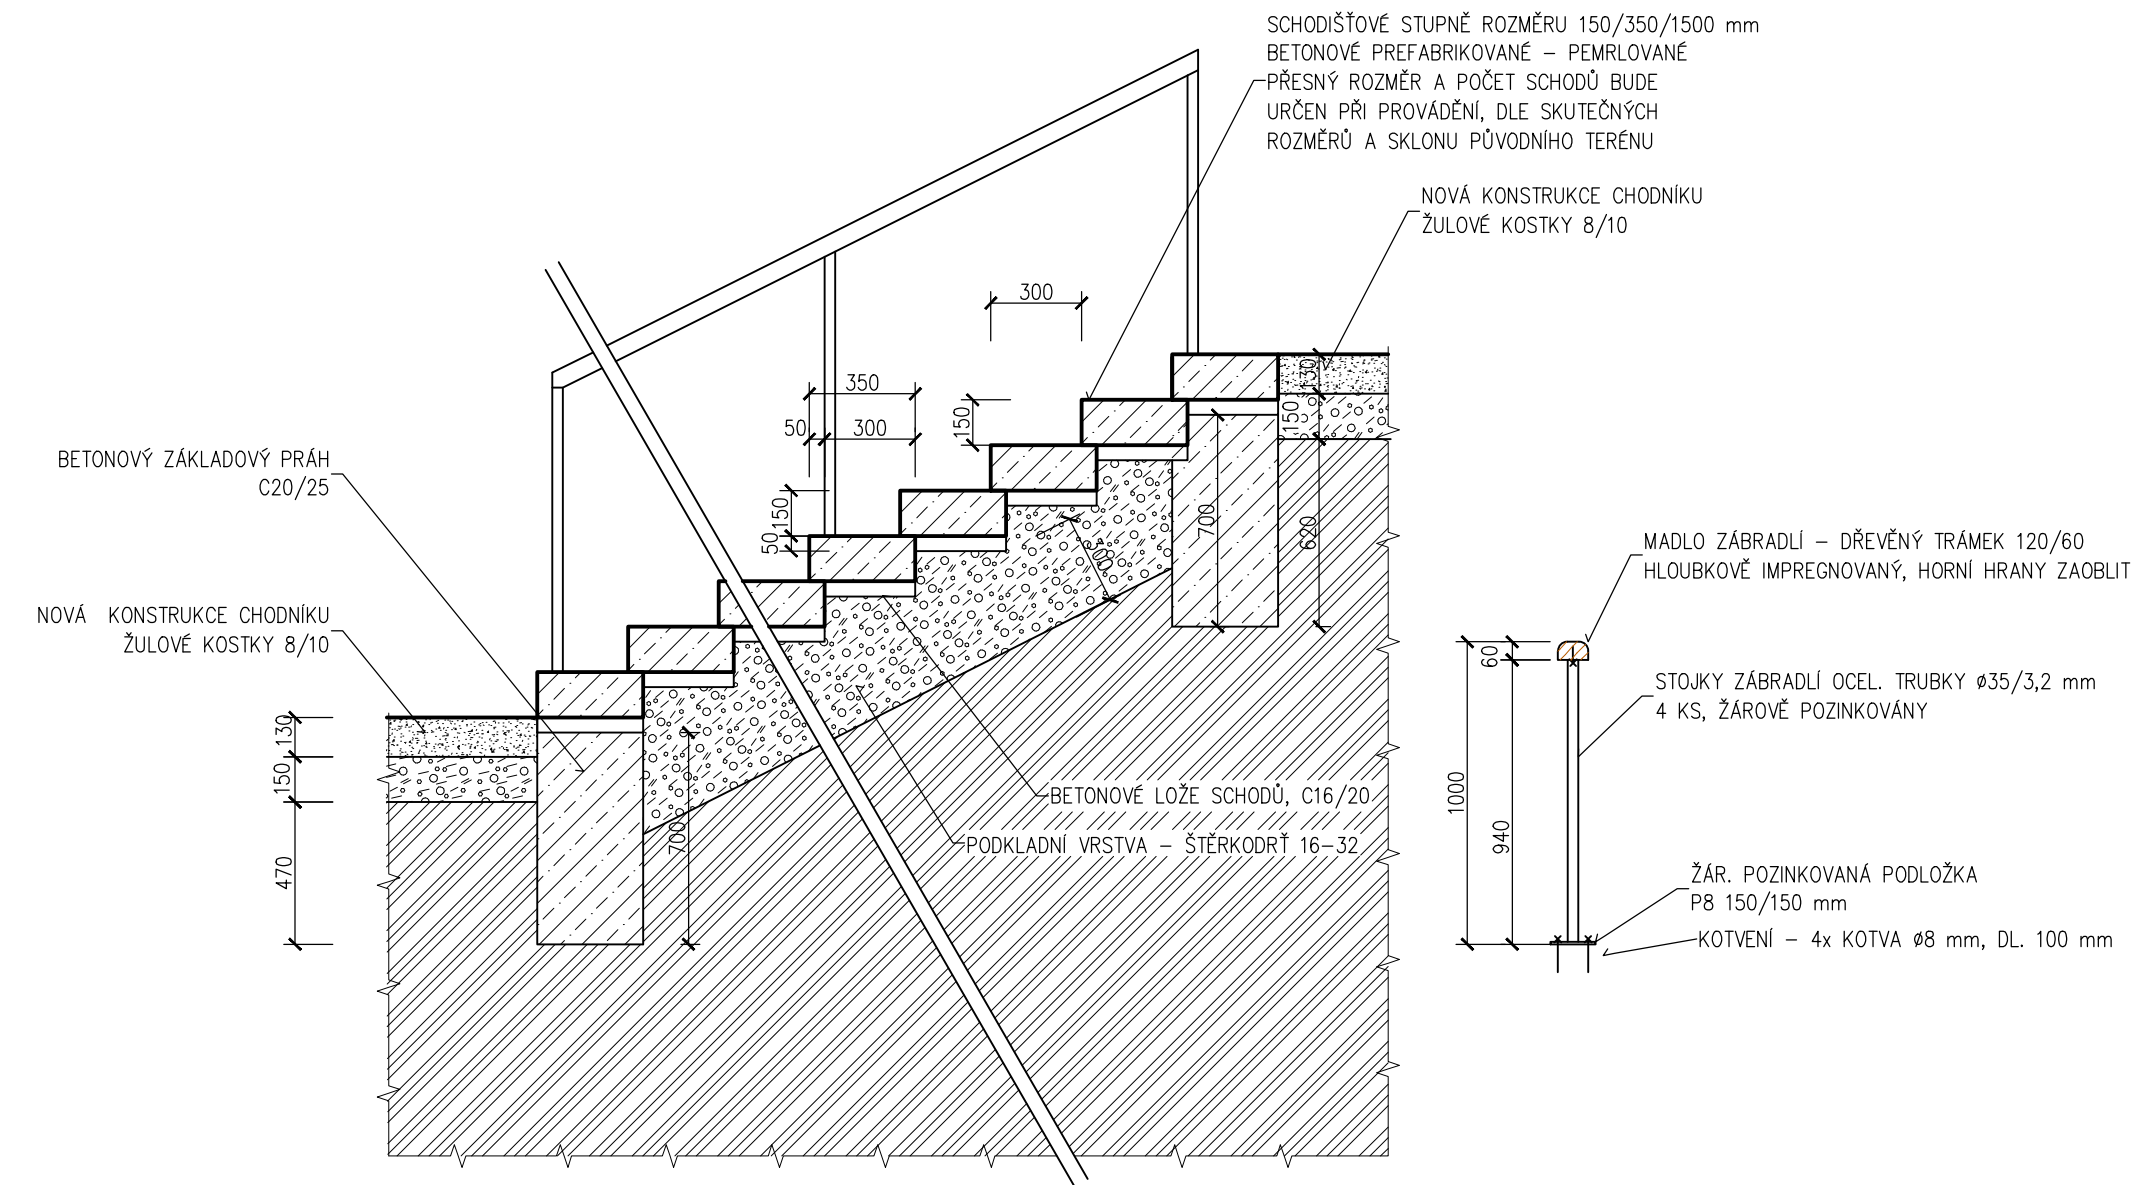 SCHODIŠŤOVÉ STUPNĚ ROZMĚRU 150/350/1500 mm
BETONOVÉ PREFABRIKOVANÉ – PEMRLOVANÉ
PŘESNÝ ROZMĚR A POČET SCHODŮ BUDE
URČEN PŘI PROVÁDĚNÍ, DLE SKUTEČNÝCH
ROZMĚRŮ A SKLONU PŮVODNÍHO TERÉNU
NOVÁ KONSTRUKCE CHODNÍKU
ŽULOVÉ KOSTKY 8/10
300
350
50
300
150
150
50
130
150
700
620
300
BETONOVÝ ZÁKLADOVÝ PRÁH
C20/25
NOVÁ KONSTRUKCE CHODNÍKU
ŽULOVÉ KOSTKY 8/10
130
150
470
700
BETONOVÉ LOŽE SCHODŮ, C16/20
PODKLADNÍ VRSTVA – ŠTĚRKODRŤ 16–32
MADLO ZÁBRADLÍ – DŘEVĚNÝ TRÁMEK 120/60
HLOUBKOVĚ IMPREGNOVANÝ, HORNÍ HRANY ZAOBLIT
60
1000
940
STOJKY ZÁBRADLÍ OCEL. TRUBKY ø35/3,2 mm
4 KS, ŽÁROVĚ POZINKOVÁNY
ŽÁR. POZINKOVANÁ PODLOŽKA
P8 150/150 mm
KOTVENÍ – 4x KOTVA ø8 mm, DL. 100 mm